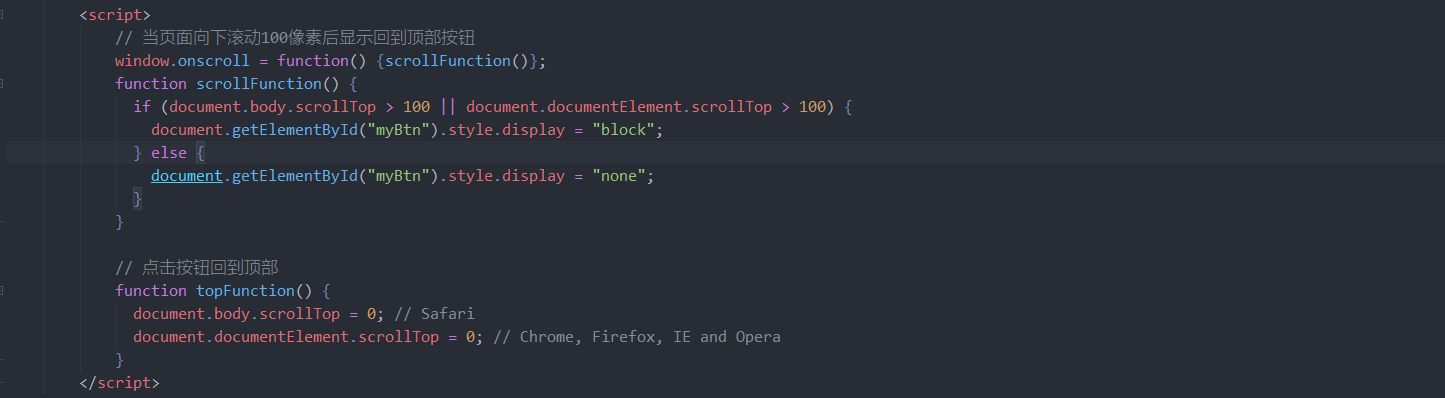 <script>
// 当页面向下滚动100像素后显示回到顶部按钮
window.onscroll = function() {scrollFunction()};
function scrollFunction() {
if (document.body.scrollTop > 100 || document.documentElement.scrollTop > 100) {
document.getElementById("myBtn").style.display = "block";
} else {
document.getElementById("myBtn").style.display = "none";
}
}
// 点击按钮回到顶部
function topFunction() {
document.body.scrollTop = 0; // Safari
document.documentElement.scrollTop = 0; // Chrome, Firefox, IE and Opera
}
</script>